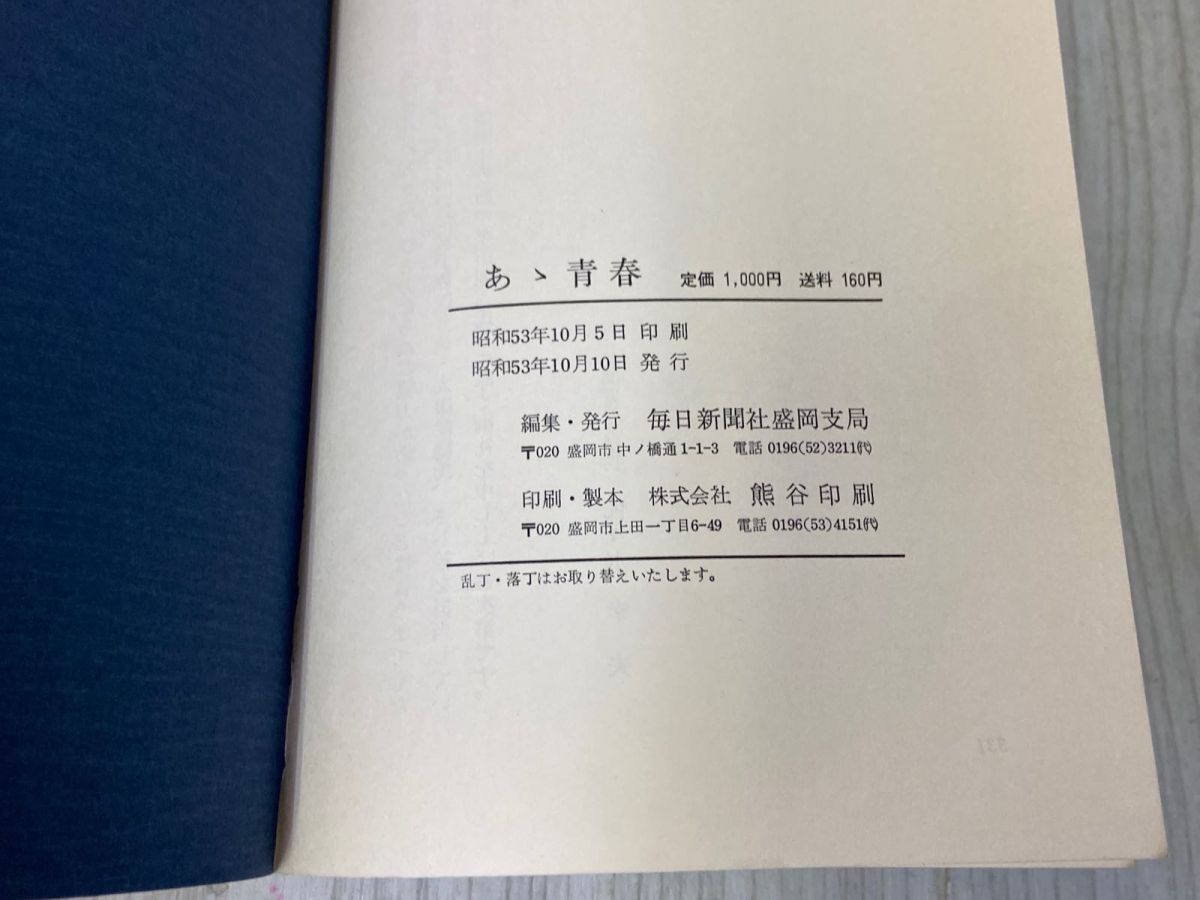 あゝ青春 定価 1,000円 送料 160円
昭和53年10月5日 印刷
昭和53年10月10日 発行
編集・発行 毎日新聞社盛岡支局
〒020 盛岡市中ノ橋通1-1-3 電話 0196(52)3211㈹
印刷・製本 株式会社 熊谷印刷
〒020 盛岡市上田一丁目6-49 電話 0196(53)4151㈹
乱丁・落丁はお取り替えいたします。